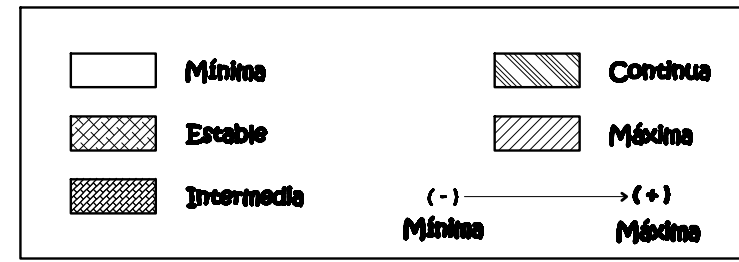 Mínima
Continua
Estable
Máxima
Intermedia
(-) (+)
Mínima Máxima